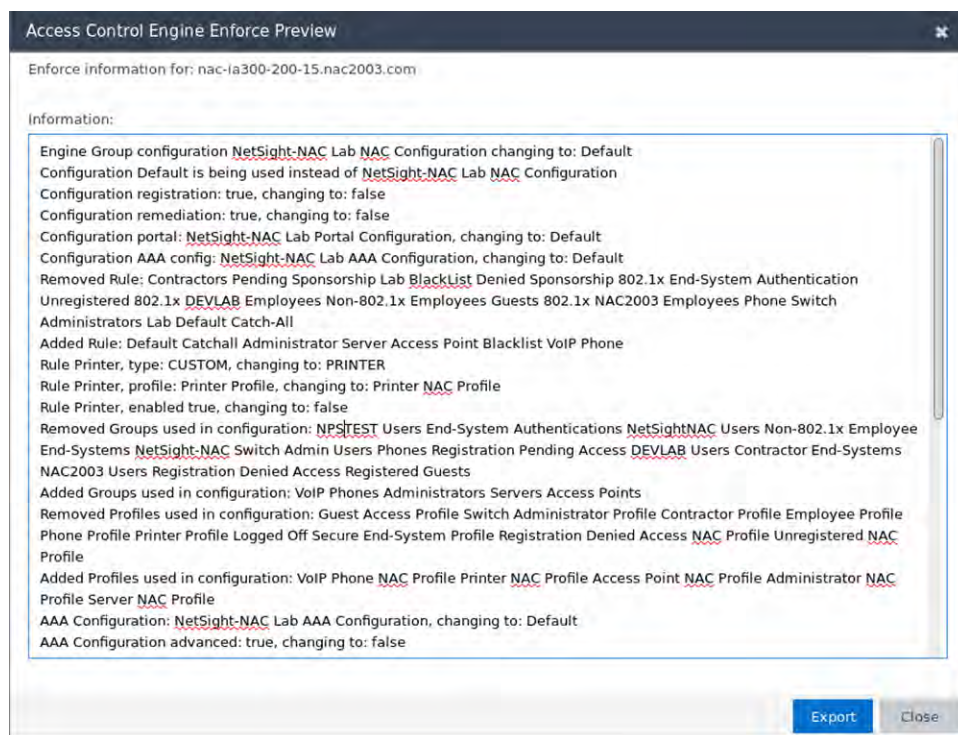 Access Control Engine Enforce Preview
Enforce information for: nac-ia300-200-15.nac2003.com
Information:
Engine Group configuration NetSight-NAC Lab NAC Configuration changing to: Default
Configuration Default is being used instead of NetSight-NAC Lab NAC Configuration
Configuration registration: true, changing to: false
Configuration remediation: true, changing to: false
Configuration portal: NetSight-NAC Lab Portal Configuration, changing to: Default
Configuration AAA config: NetSight-NAC Lab AAA Configuration, changing to: Default
Removed Rule: Contractors Pending Sponsorship Lab BlackList Denied Sponsorship 802.1x End-System Authentication
Unregistered 802.1x DEVLAB Employees Non-802.1x Employees Guests 802.1x NAC2003 Employees Phone Switch
Administrators Lab Default Catch-All
Added Rule: Default Catchall Administrator Server Access Point Blacklist VoIP Phone
Rule Printer, type: CUSTOM, changing to: PRINTER
Rule Printer, profile: Printer Profile, changing to: Printer NAC Profile
Rule Printer, enabled true, changing to: false
Removed Groups used in configuration: NPSTEST Users End-System Authentications NetSightNAC Users Non-802.1x Employee
End-Systems NetSight-NAC Switch Admin Users Phones Registration Pending Access DEVLAB Users Contractor End-Systems
NAC2003 Users Registration Denied Access Registered Guests
Added Groups used in configuration: VoIP Phones Administrators Servers Access Points
Removed Profiles used in configuration: Guest Access Profile Switch Administrator Profile Contractor Profile Employee Profile
Phone Profile Printer Profile Logged Off Secure End-System Profile Registration Denied Access NAC Profile Unregistered NAC
Profile
Added Profiles used in configuration: VoIP Phone NAC Profile Printer NAC Profile Access Point NAC Profile Administrator NAC
Profile Server NAC Profile
AAA Configuration: NetSight-NAC Lab AAA Configuration, changing to: Default
AAA Configuration advanced: true, changing to: false
Export Close